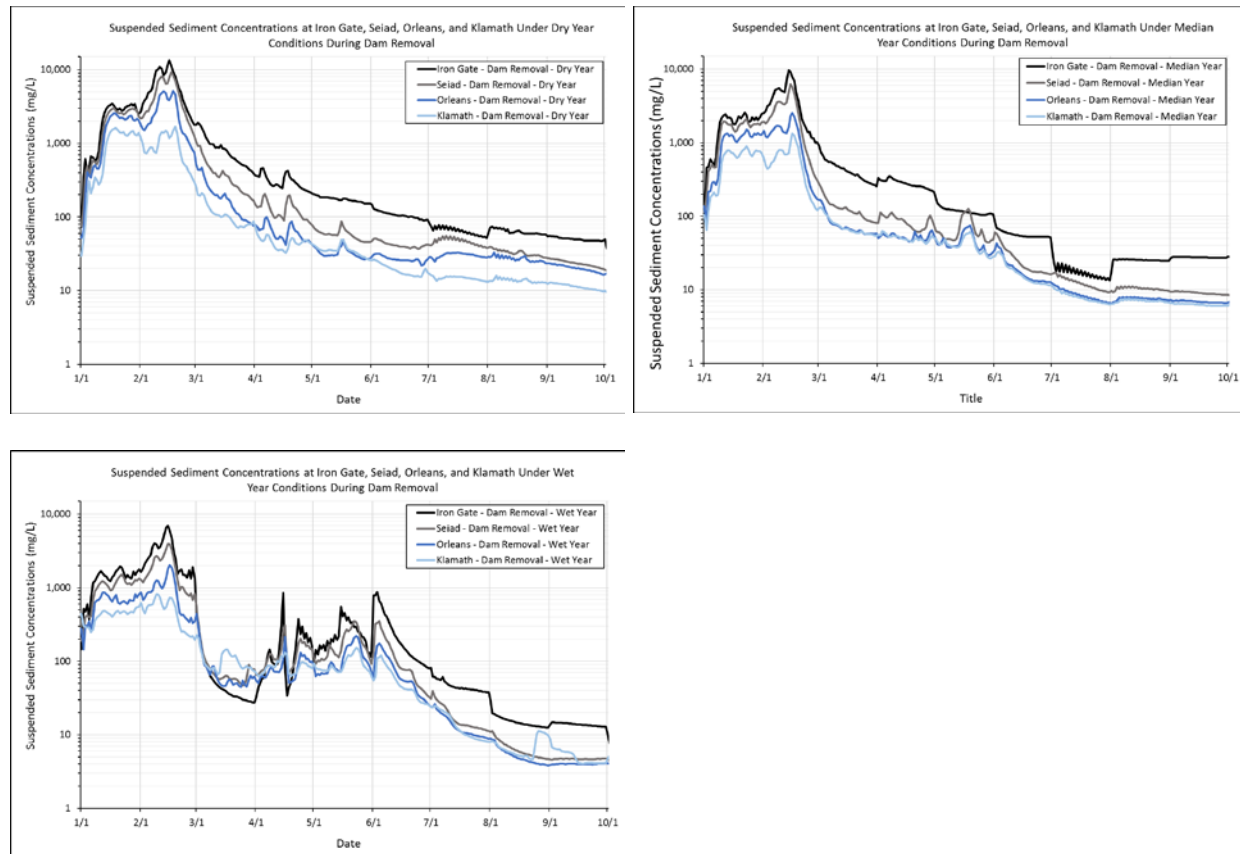 Suspended Sediment Concentrations at Iron Gate, Seiad, Orleans, and Klamath Under Dry Year
Conditions During Dam Removal
Suspended Sediment Concentrations (mg/L)
10,000
1,000
100
10
1
Iron Gate - Dam Removal - Dry Year
Seiad - Dam Removal - Dry Year
Orleans - Dam Removal - Dry Year
Klamath - Dam Removal - Dry Year
1/1 2/1 3/1 4/1 5/1 6/1 7/1 8/1 9/1 10/1
Date
Suspended Sediment Concentrations at Iron Gate, Seiad, Orleans, and Klamath Under Median
Year Conditions During Dam Removal
Suspended Sediment Concentrations (mg/L)
10,000
1,000
100
10
1
Iron Gate - Dam Removal - Median Year
Seiad - Dam Removal - Median Year
Orleans - Dam Removal - Median Year
Klamath - Dam Removal - Median Year
1/1 2/1 3/1 4/1 5/1 6/1 7/1 8/1 9/1 10/1
Title
Suspended Sediment Concentrations at Iron Gate, Seiad, Orleans, and Klamath Under Wet
Year Conditions During Dam Removal
Suspended Sediment Concentrations (mg/L)
10,000
1,000
100
10
1
Iron Gate - Dam Removal - Wet Year
Seiad - Dam Removal - Wet Year
Orleans - Dam Removal - Wet Year
Klamath - Dam Removal - Wet Year
1/1 2/1 3/1 4/1 5/1 6/1 7/1 8/1 9/1 10/1
Date